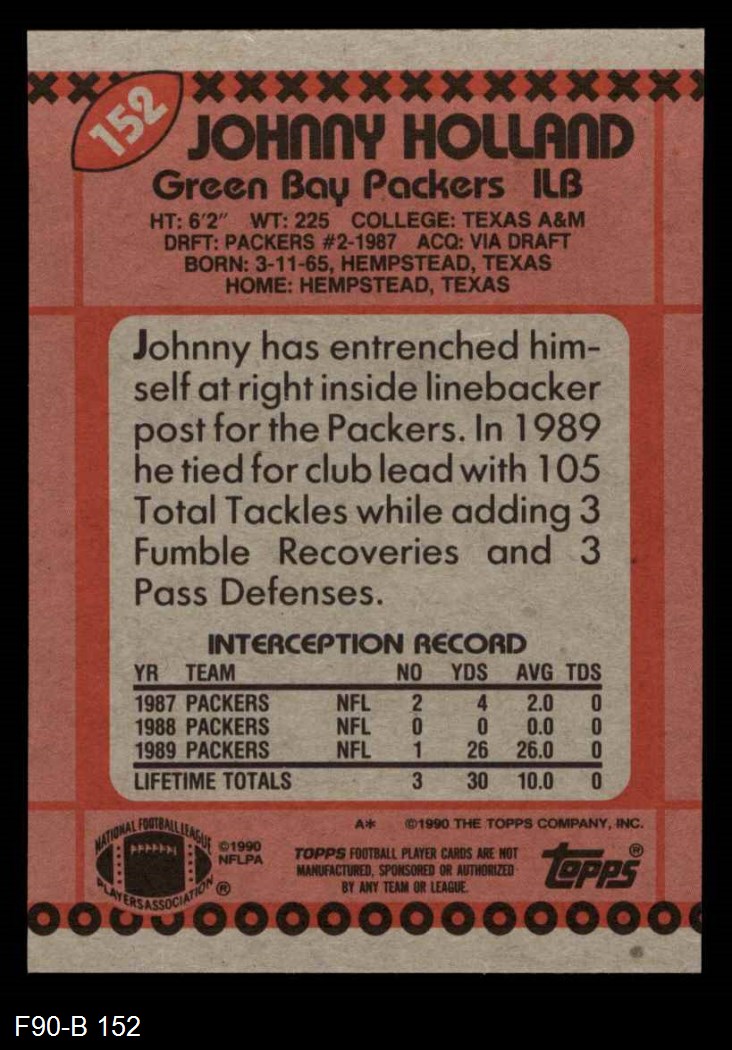 152
JOHNNY HOLLAND
Green Bay Packers ILB
HT: 6'2" WT: 225 COLLEGE: TEXAS A&M
DRFT: PACKERS #2-1987 ACQ: VIA DRAFT
BORN: 3-11-65, HEMPSTEAD, TEXAS
HOME: HEMPSTEAD, TEXAS
Johnny has entrenched him-
self at right inside linebacker
post for the Packers. In 1989
he tied for club lead with 105
Total Tackles while adding 3
Fumble Recoveries and 3
Pass Defenses.
INTERCEPTION RECORD
YR TEAM NO YDS AVG TDS
1987 PACKERS NFL 2 4 2.0 0
1988 PACKERS NFL 0 0 0.0 0
1989 PACKERS NFL 1 26 26.0 0
LIFETIME TOTALS 3 30 10.0 0
A* ©1990 THE TOPPS COMPANY, INC.
NATIONAL FOOTBALL LEAGUE
PLAYERS ASSOCIATION ®
©1990
NFLPA
TOPPS FOOTBALL PLAYER CARDS ARE NOT
MANUFACTURED, SPONSORED OR AUTHORIZED
BY ANY TEAM OR LEAGUE.
topps®
F90-B 152